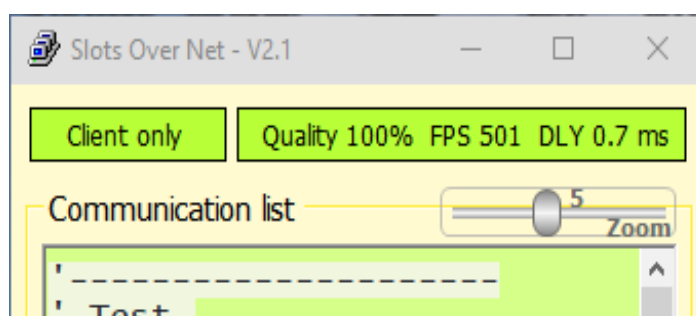 Slots Over Net - V2.1
Client only
Quality 100% FPS 501 DLY 0.7 ms
Communication list
5
Zoom
'----------------------
' Test